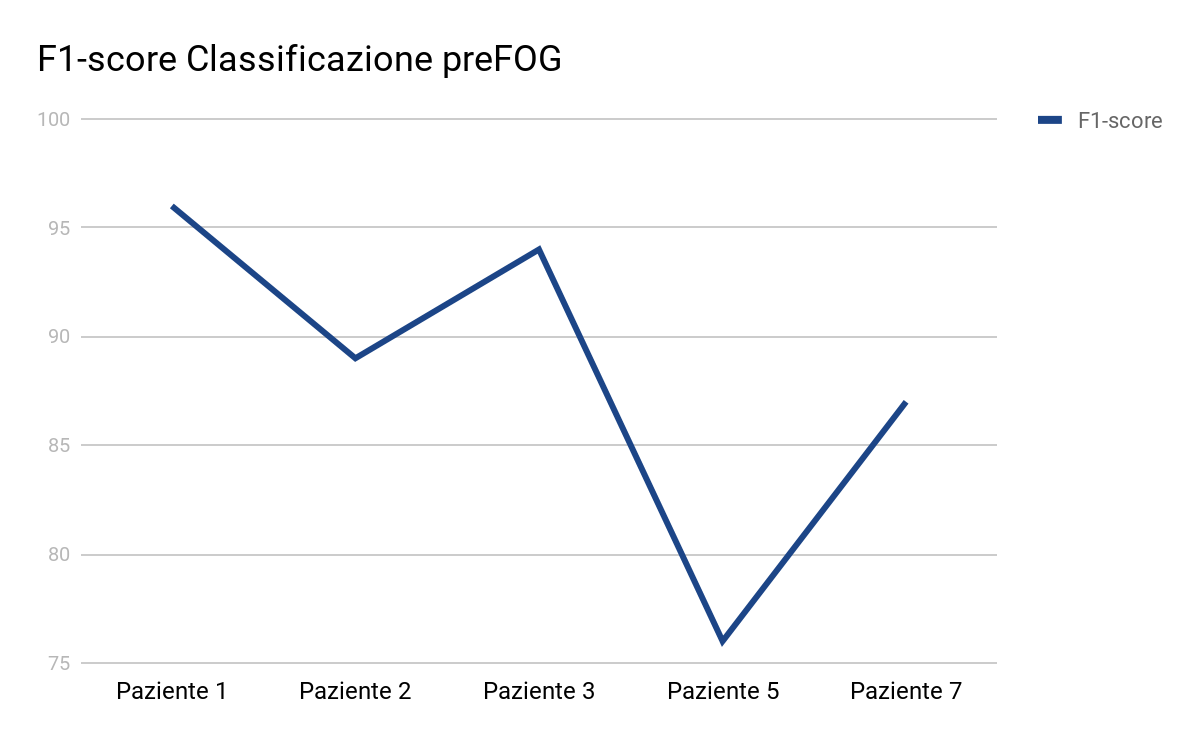 F1-score Classificazione preFOG
100
F1-score
95
90
85
80
75
Paziente 1
Paziente 2
Paziente 3
Paziente 5
Paziente 7